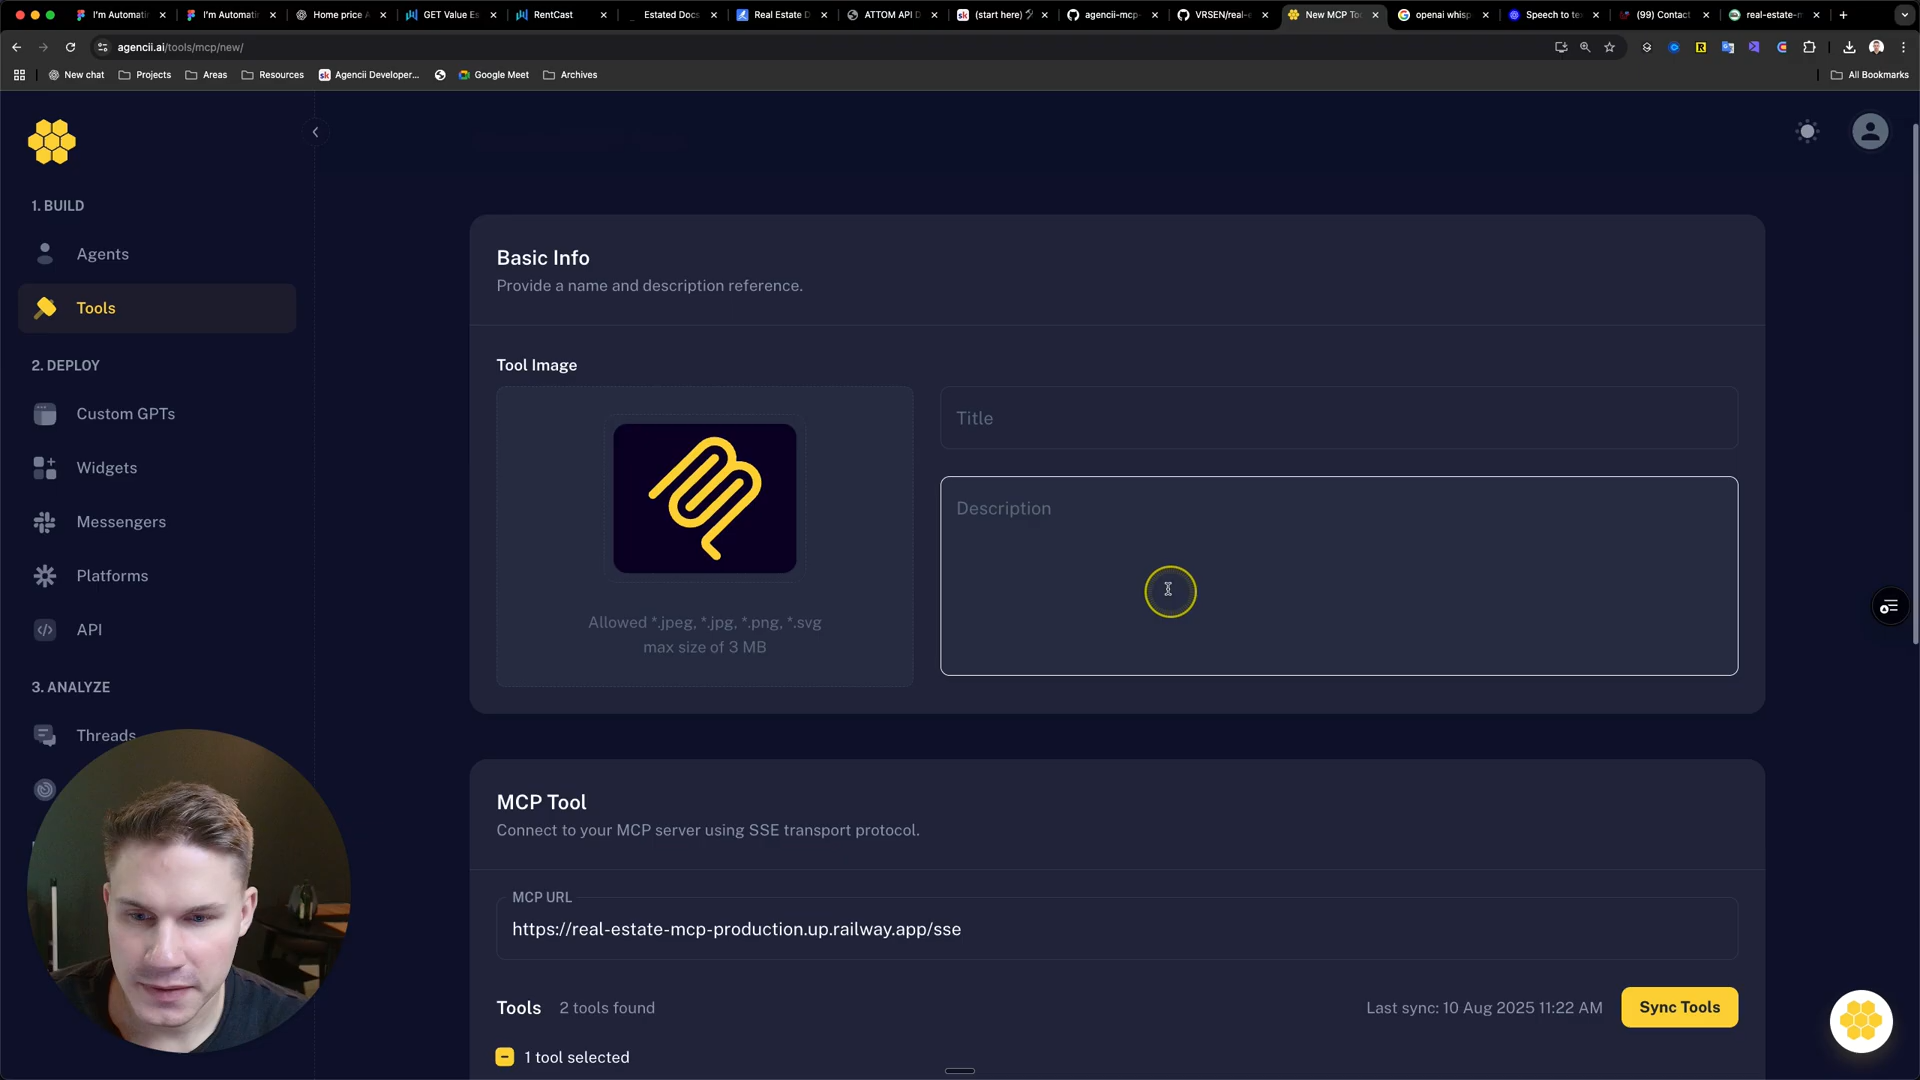 I'm Automatin
I'm Automatin
Home price A
GET Value Es
RentCast
Estated Docs
Real Estate D
ATTOM API D
(start here)
agencii-mcp-
VRSEN/real-e
New MCP Too
openai whisp
Speech to te
(99) Contact
real-estate-m
agencii.ai/tools/mcp/new/
New chat
Projects
Areas
Resources
Agencii Developer...
Google Meet
Archives
All Bookmarks
1. BUILD
Agents
Tools
2. DEPLOY
Custom GPTs
Widgets
Messengers
Platforms
API
3. ANALYZE
Threads
Basic Info
Provide a name and description reference.
Tool Image
Allowed *.jpeg, *.jpg, *.png, *.svg
max size of 3 MB
Title
Description
MCP Tool
Connect to your MCP server using SSE transport protocol.
MCP URL
https://real-estate-mcp-production.up.railway.app/sse
Tools 2 tools found
Last sync: 10 Aug 2025 11:22 AM
Sync Tools
1 tool selected